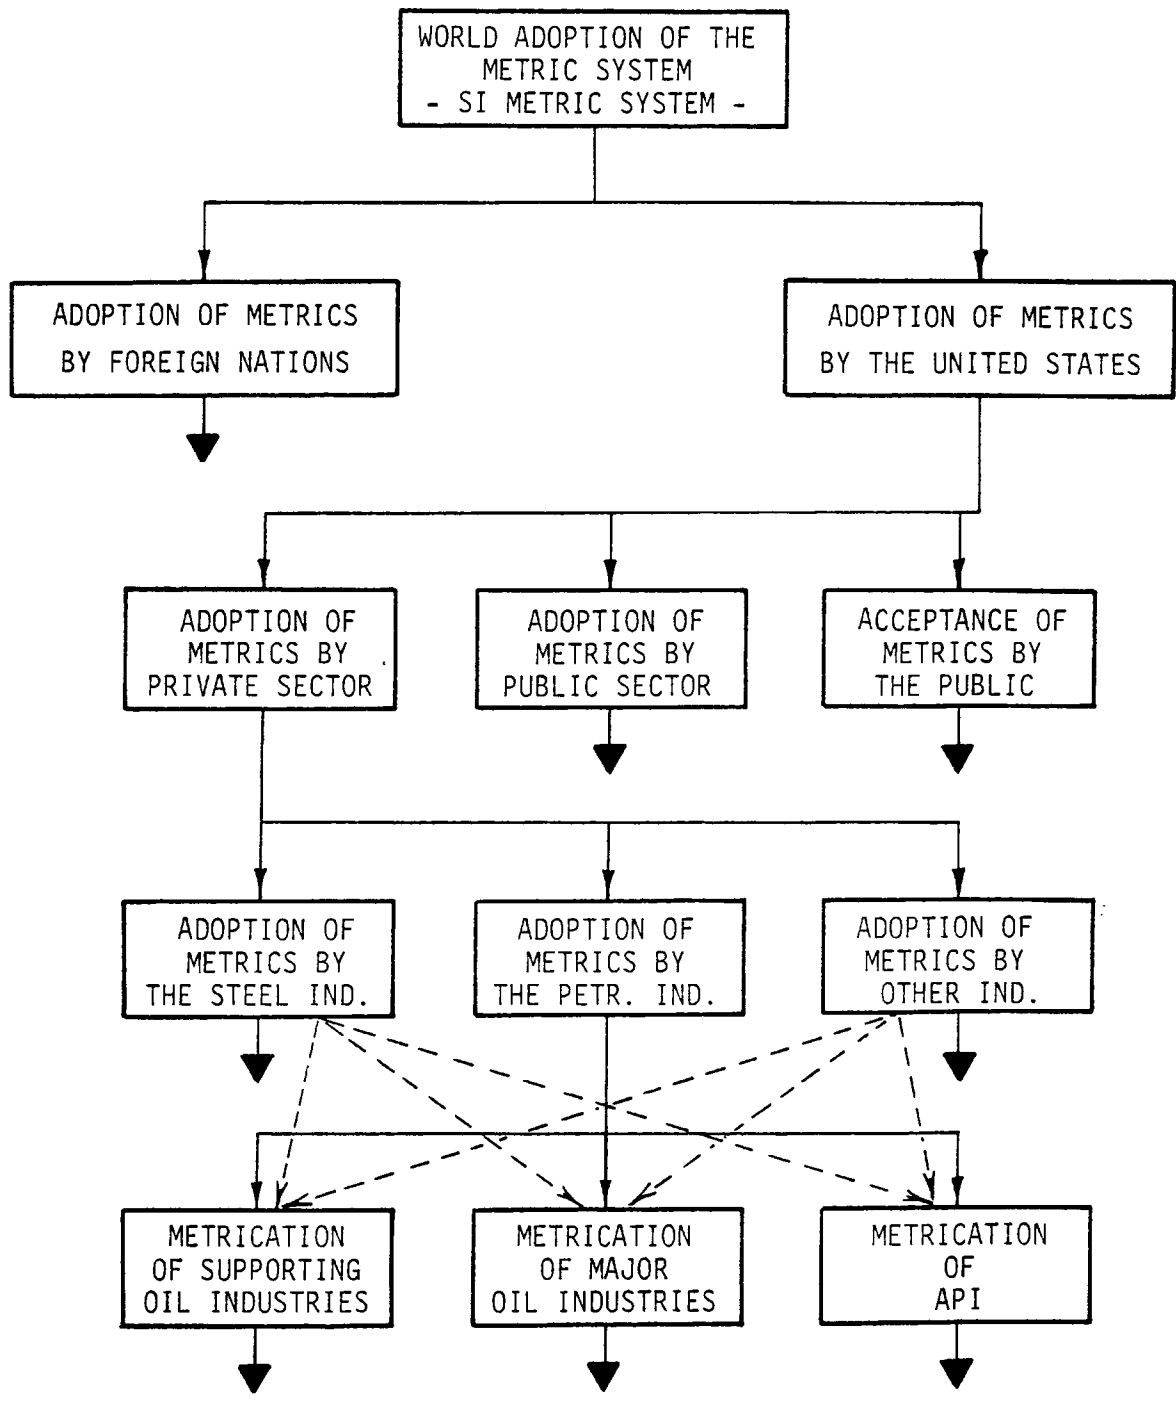 WORLD ADOPTION OF THE
METRIC SYSTEM
- SI METRIC SYSTEM -
ADOPTION OF METRICS
BY FOREIGN NATIONS
ADOPTION OF METRICS
BY THE UNITED STATES
ADOPTION OF
METRICS BY
PRIVATE SECTOR
ADOPTION OF
METRICS BY
PUBLIC SECTOR
ACCEPTANCE OF
METRICS BY
THE PUBLIC
ADOPTION OF
METRICS BY
THE STEEL IND.
ADOPTION OF
METRICS BY
THE PETR. IND.
ADOPTION OF
METRICS BY
OTHER IND.
METRICATION
OF SUPPORTING
OIL INDUSTRIES
METRICATION
OF MAJOR
OIL INDUSTRIES
METRICATION
OF
API